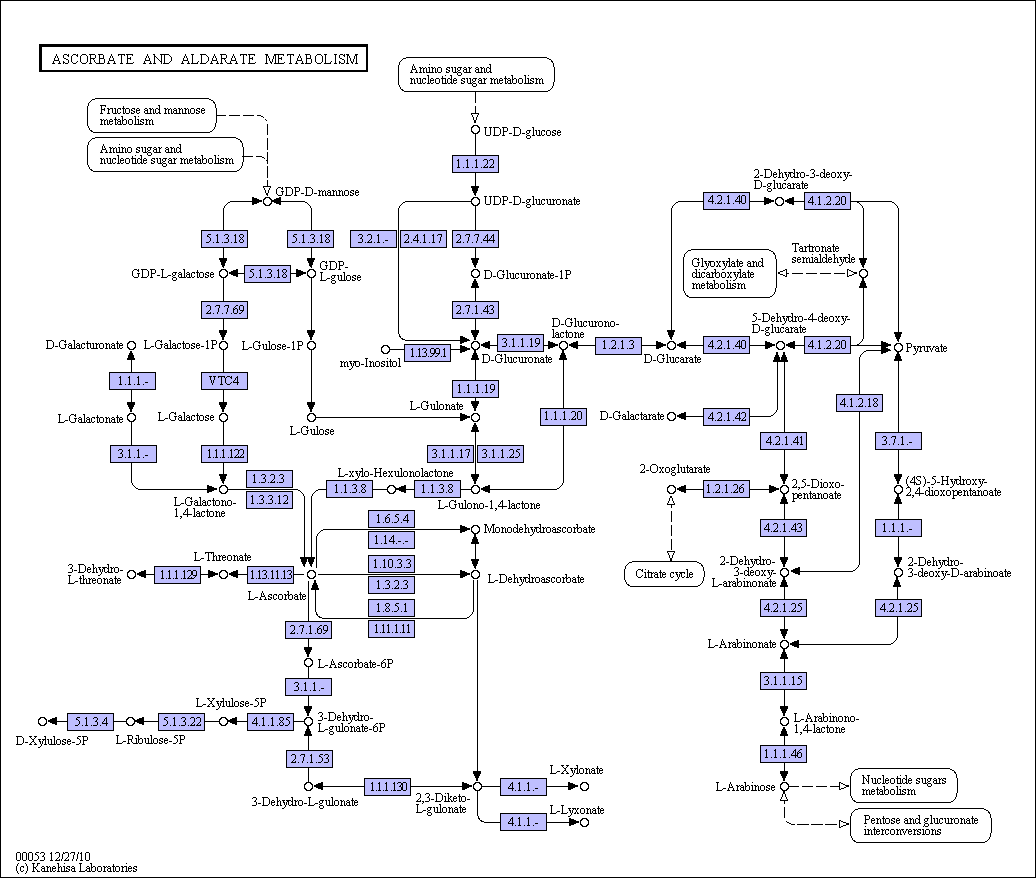 ASCORBATE AND ALDARATE METABOLISM
Amino sugar and
nucleotide sugar metabolism
Fructose and mannose
metabolism
Amino sugar and
nucleotide sugar metabolism
UDP-D-glucose
1.1.1.22
GDP-D-mannose
UDP-D-glucuronate
2-Dehydro-3-deoxy-
D-glucarate
4.2.1.40
4.1.2.20
5.1.3.18
5.1.3.18
3.2.1.-
2.4.1.17
2.7.7.44
GDP-L-galactose
5.1.3.18
GDP-
L-gulose
D-Glucuronate-1P
Glyoxylate and
dicarboxylate
metabolism
Tartronate
semialdehyde
2.7.7.69
2.7.1.43
D-Glucurono-
lactone
5-Dehydro-4-deoxy-
D-glucarate
D-Galacturonate
L-Galactose-1P
L-Gulose-1P
myo-Inositol
1.13.99.1
D-Glucuronate
3.1.1.19
1.2.1.3
D-Glucarate
4.2.1.40
4.1.2.20
Pyruvate
1.1.1.-
VTC4
1.1.1.19
4.1.2.18
L-Galactonate
L-Galactose
L-Gulose
L-Gulonate
1.1.1.20
D-Galactarate
4.2.1.42
3.1.1.-
1.1.1.122
3.1.1.17
3.1.1.25
4.2.1.41
3.7.1.-
L-Galactono-
1,4-lactone
1.3.2.3
1.3.3.12
L-xylo-Hexulonolactone
1.1.3.8
1.1.3.8
L-Gulono-1,4-lactone
2-Oxoglutarate
1.2.1.26
2,5-Dioxo-
pentanoate
(4S)-5-Hydroxy-
2,4-dioxopentanoate
1.6.5.4
1.14.-.-
Monodehydroascorbate
4.2.1.43
1.1.1.-
3-Dehydro-
L-threonate
1.1.1.129
L-Threonate
1.13.11.13
L-Ascorbate
1.10.3.3
1.3.2.3
L-Dehydroascorbate
Citrate cycle
2-Dehydro-
3-deoxy-
L-arabinonate
2-Dehydro-
3-deoxy-D-arabinoate
1.8.5.1
1.11.1.11
4.2.1.25
4.2.1.25
2.7.1.69
L-Arabinonate
L-Ascorbate-6P
3.1.1.-
3.1.1.15
L-Xylulose-5P
D-Xylulose-5P
5.1.3.4
L-Ribulose-5P
5.1.3.22
4.1.1.85
3-Dehydro-
L-gulonate-6P
L-Arabinono-
1,4-lactone
2.7.1.53
1.1.1.46
3-Dehydro-L-gulonate
1.1.1.130
2,3-Diketo-
L-gulonate
4.1.1.-
L-Xylonate
4.1.1.-
L-Lyxonate
L-Arabinose
Nucleotide sugars
metabolism
Pentose and glucuronate
interconversions
00053 12/27/10
(c) Kanehisa Laboratories